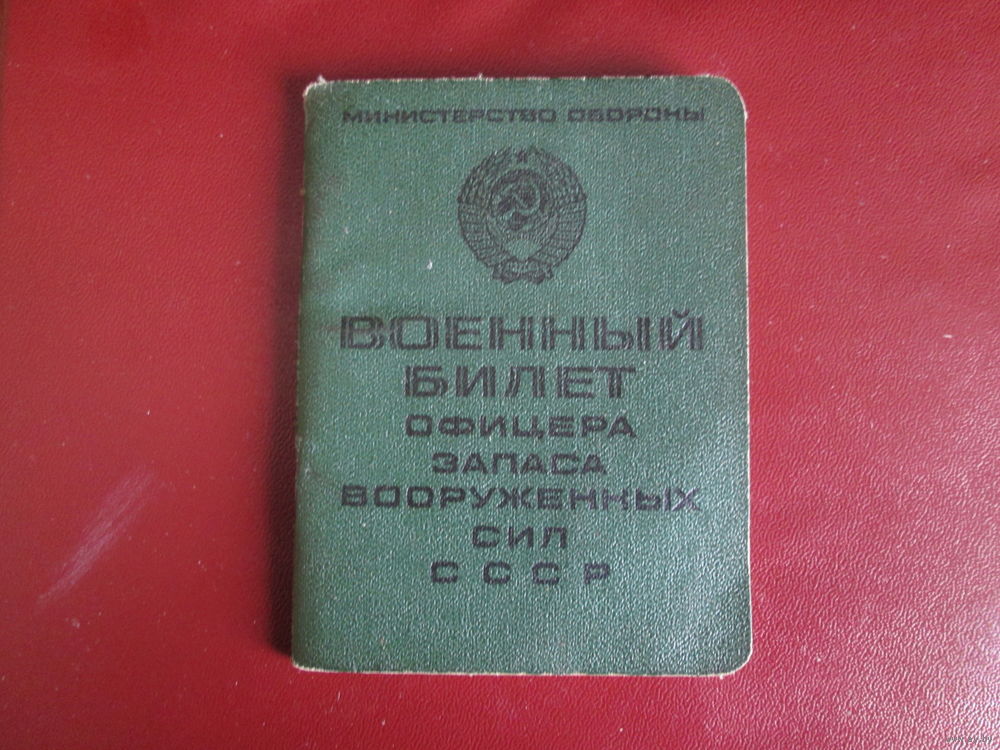 МИНИСТЕРСТВО ОБОРОНЫ
ВОЕННЫЙ
БИЛЕТ
ОФИЦЕРА
ЗАПАСА
ВООРУЖЕННЫХ
СИЛ
СССР